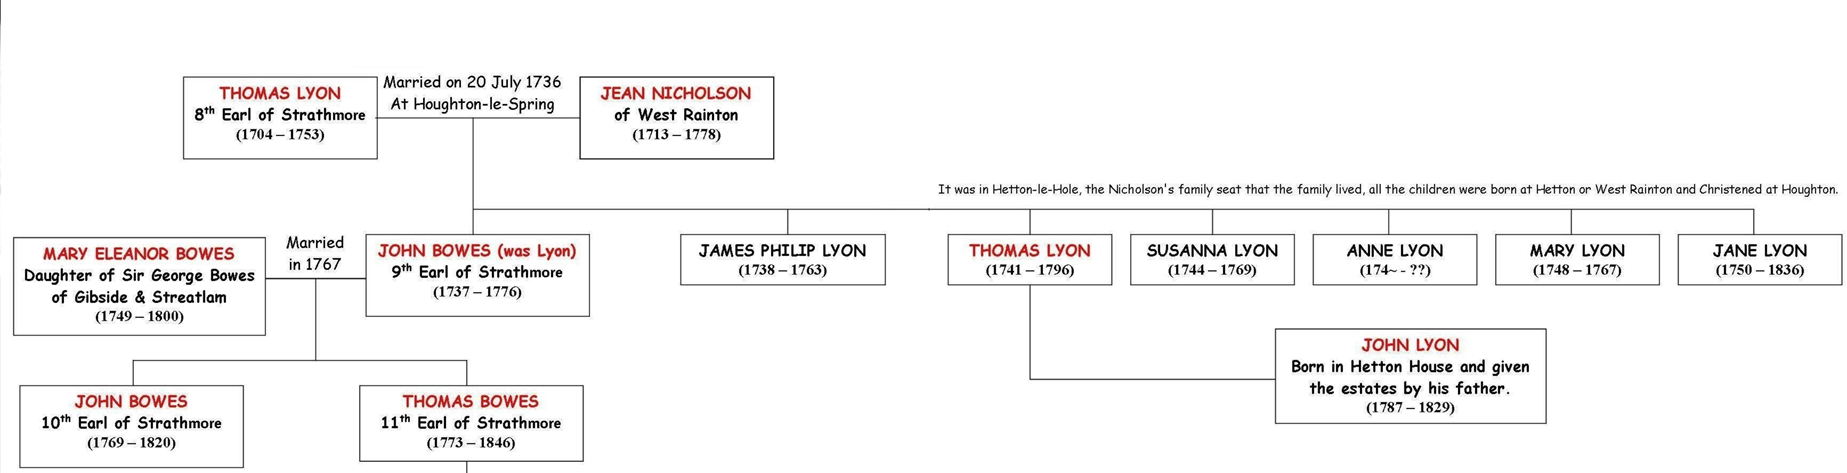 THOMAS LYON
8th Earl of Strathmore
(1704 – 1753)
Married on 20 July 1736
At Houghton-le-Spring
JEAN NICHOLSON
of West Rainton
(1713 – 1778)
It was in Hetton-le-Hole, the Nicholson's family seat that the family lived, all the children were born at Hetton or West Rainton and Christened at Houghton.
MARY ELEANOR BOWES
Daughter of Sir George Bowes
of Gibside & Streatlam
(1749 – 1800)
Married
in 1767
JOHN BOWES (was Lyon)
9th Earl of Strathmore
(1737 – 1776)
JAMES PHILIP LYON
(1738 – 1763)
THOMAS LYON
(1741 – 1796)
SUSANNA LYON
(1744 – 1769)
ANNE LYON
(174~ - ??)
MARY LYON
(1748 – 1767)
JANE LYON
(1750 – 1836)
JOHN LYON
Born in Hetton House and given
the estates by his father.
(1787 – 1829)
JOHN BOWES
10th Earl of Strathmore
(1769 – 1820)
THOMAS BOWES
11th Earl of Strathmore
(1773 – 1846)